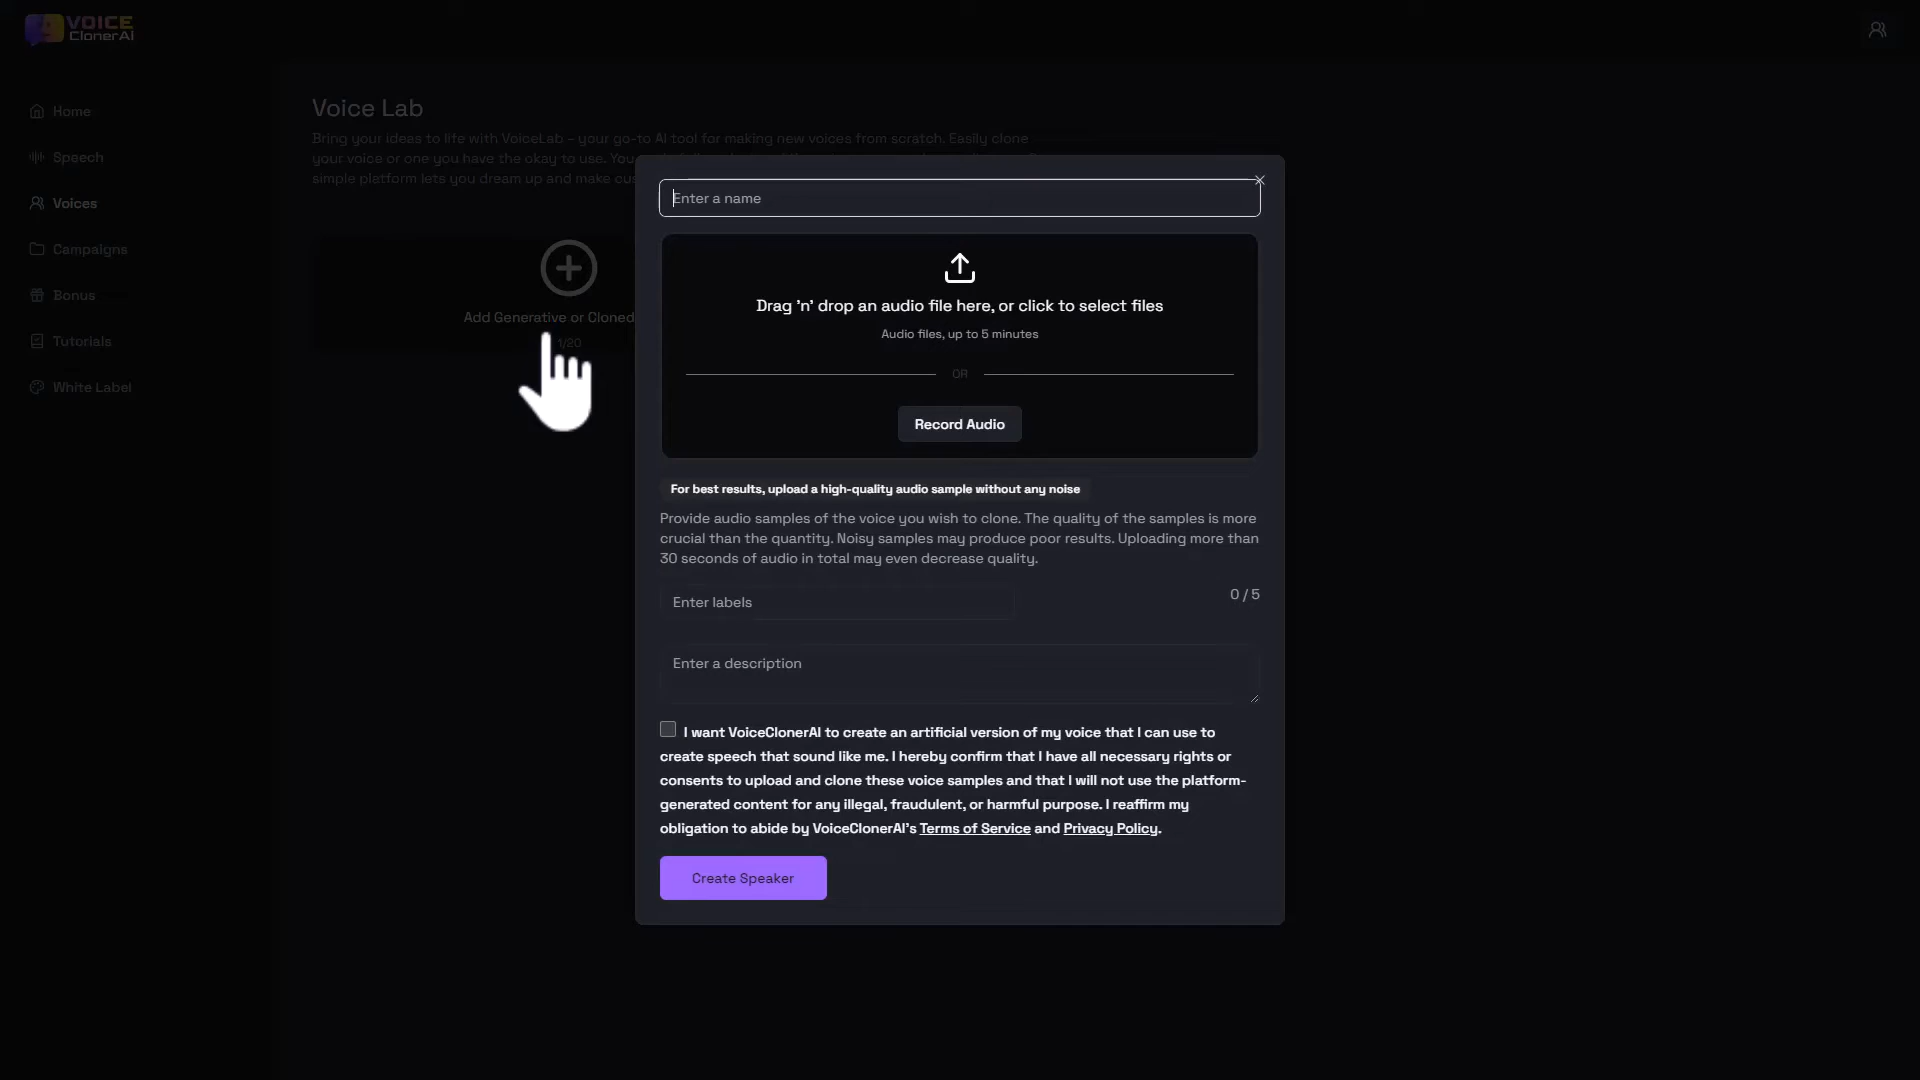 VOICE
ClonerAI
Home
Speech
Voices
Campaigns
Bonus
Tutorials
White Label
Voice Lab
Bring your ideas to life with VoiceLab – your go-to AI tool for making new voices from scratch. Easily clone
your voice or one you have the okay to use. You
simple platform lets you dream up and make cus
Add Generative or Cloned
1/20
Enter a name
Drag 'n' drop an audio file here, or click to select files
Audio files, up to 5 minutes
OR
Record Audio
For best results, upload a high-quality audio sample without any noise
Provide audio samples of the voice you wish to clone. The quality of the samples is more
crucial than the quantity. Noisy samples may produce poor results. Uploading more than
30 seconds of audio in total may even decrease quality.
Enter labels
0 / 5
Enter a description
I want VoiceClonerAI to create an artificial version of my voice that I can use to
create speech that sound like me. I hereby confirm that I have all necessary rights or
consents to upload and clone these voice samples and that I will not use the platform-
generated content for any illegal, fraudulent, or harmful purpose. I reaffirm my
obligation to abide by VoiceClonerAI's Terms of Service and Privacy Policy.
Create Speaker